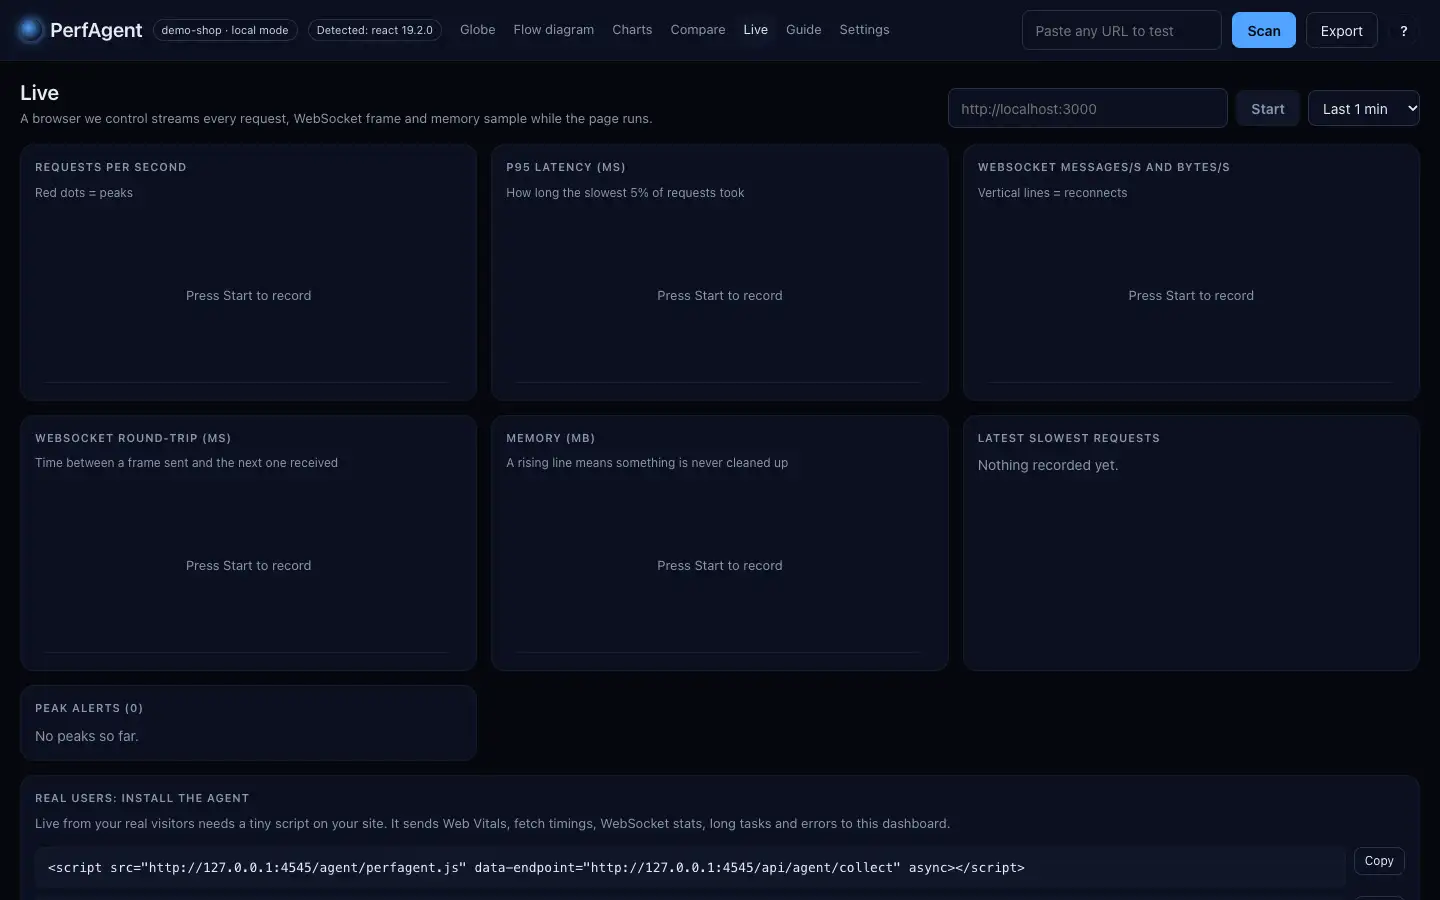 PerfAgent
demo-shop · local mode
Detected: react 19.2.0
Globe
Flow diagram
Charts
Compare
Live
Guide
Settings
Paste any URL to test
Scan
Export
?
Live
A browser we control streams every request, WebSocket frame and memory sample while the page runs.
http://localhost:3000
Start
Last 1 min
REQUESTS PER SECOND
Red dots = peaks
Press Start to record
P95 LATENCY (MS)
How long the slowest 5% of requests took
Press Start to record
WEBSOCKET MESSAGES/S AND BYTES/S
Vertical lines = reconnects
Press Start to record
WEBSOCKET ROUND-TRIP (MS)
Time between a frame sent and the next one received
Press Start to record
MEMORY (MB)
A rising line means something is never cleaned up
Press Start to record
LATEST SLOWEST REQUESTS
Nothing recorded yet.
PEAK ALERTS (0)
No peaks so far.
REAL USERS: INSTALL THE AGENT
Live from your real visitors needs a tiny script on your site. It sends Web Vitals, fetch timings, WebSocket stats, long tasks and errors to this dashboard.
<script src="http://127.0.0.1:4545/agent/perfagent.js" data-endpoint="http://127.0.0.1:4545/api/agent/collect" async></script>
Copy